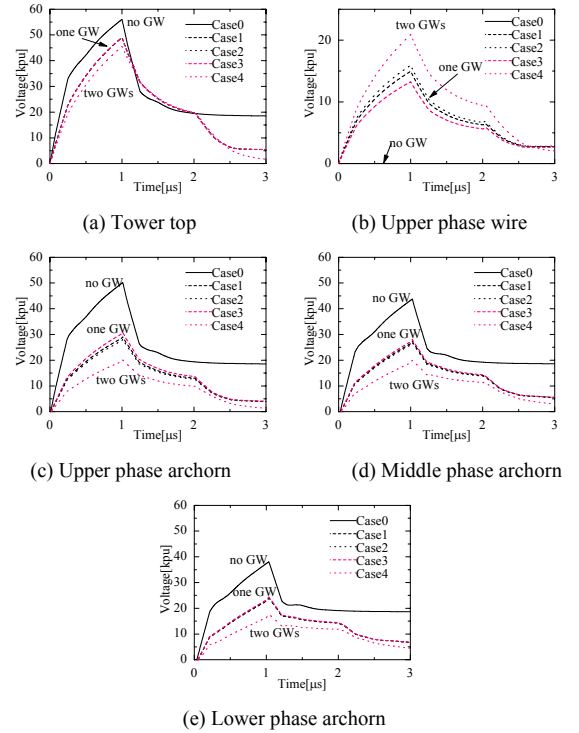 Voltage[kpu]
60
50
40
30
20
10
0
no GW
one GW
two GWs
Case0
Case1
Case2
Case3
Case4
0 1 2 3
Time[μs]
(a) Tower top
Voltage[kpu]
20
10
0
two GWs
one GW
no GW
Case0
Case1
Case2
Case3
Case4
0 1 2 3
Time[μs]
(b) Upper phase wire
Voltage[kpu]
60
50
40
30
20
10
0
no GW
one GW
two GWs
Case0
Case1
Case2
Case3
Case4
0 1 2 3
Time[μs]
(c) Upper phase archorn
Voltage[kpu]
60
50
40
30
20
10
0
no GW
one GW
two GWs
Case0
Case1
Case2
Case3
Case4
0 1 2 3
Time[μs]
(d) Middle phase archorn
Voltage[kpu]
60
50
40
30
20
10
0
no GW
one GW
two GWs
Case0
Case1
Case2
Case3
Case4
0 1 2 3
Time[μs]
(e) Lower phase archorn